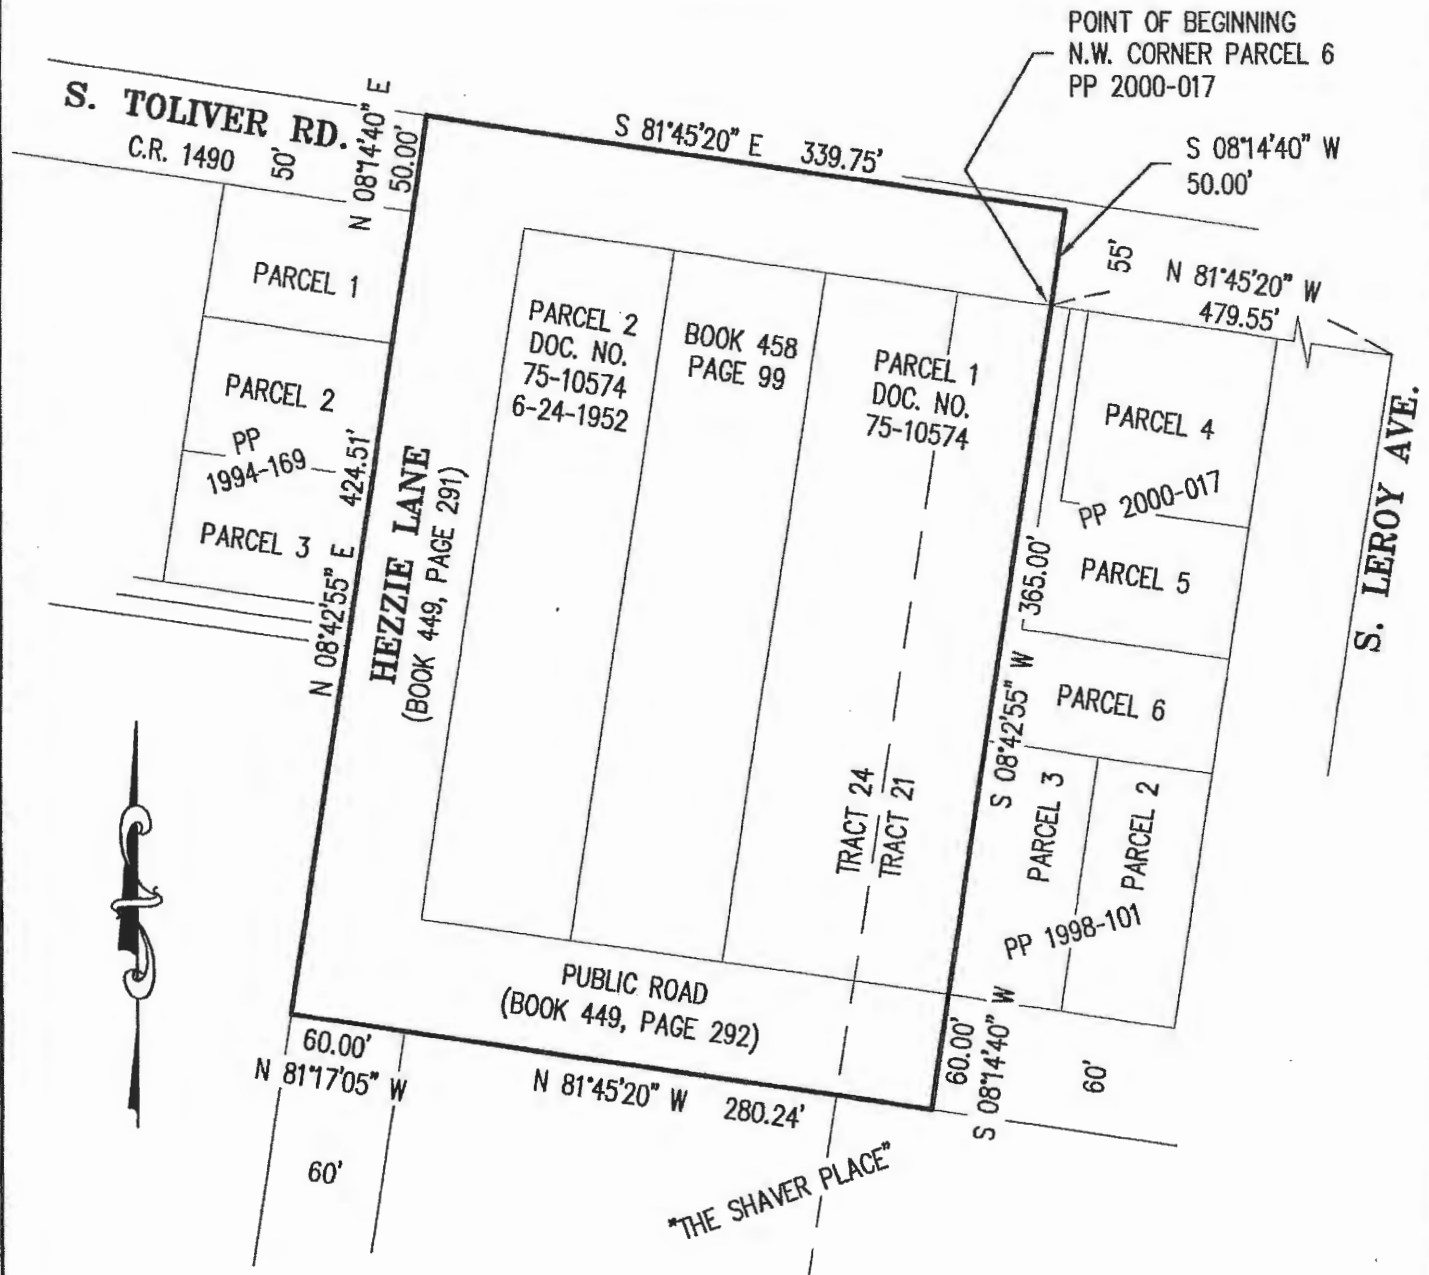 POINT OF BEGINNING
N.W. CORNER PARCEL 6
PP 2000-017
S. TOLIVER RD.
C.R. 1490
50'
N 08°14'40" E
50.00'
S 81°45'20" E 339.75'
S 08°14'40" W
50.00'
55'
N 81°45'20" W
479.55'
PARCEL 1
PARCEL 2
PP
1994-169
PARCEL 3
N 08°42'55" E 424.51'
HEZZIE LANE
(BOOK 449, PAGE 291)
PARCEL 2
DOC. NO.
75-10574
6-24-1952
BOOK 458
PAGE 99
PARCEL 1
DOC. NO.
75-10574
PARCEL 4
PP 2000-017
PARCEL 5
PARCEL 6
S. LEROY AVE.
S 08°42'55" W 365.00'
TRACT 24
TRACT 21
PARCEL 3
PARCEL 2
PP 1998-101
PUBLIC ROAD
(BOOK 449, PAGE 292)
60.00'
N 81°17'05" W
N 81°45'20" W 280.24'
60.00'
S 08°14'40" W
60'
60'
"THE SHAVER PLACE"